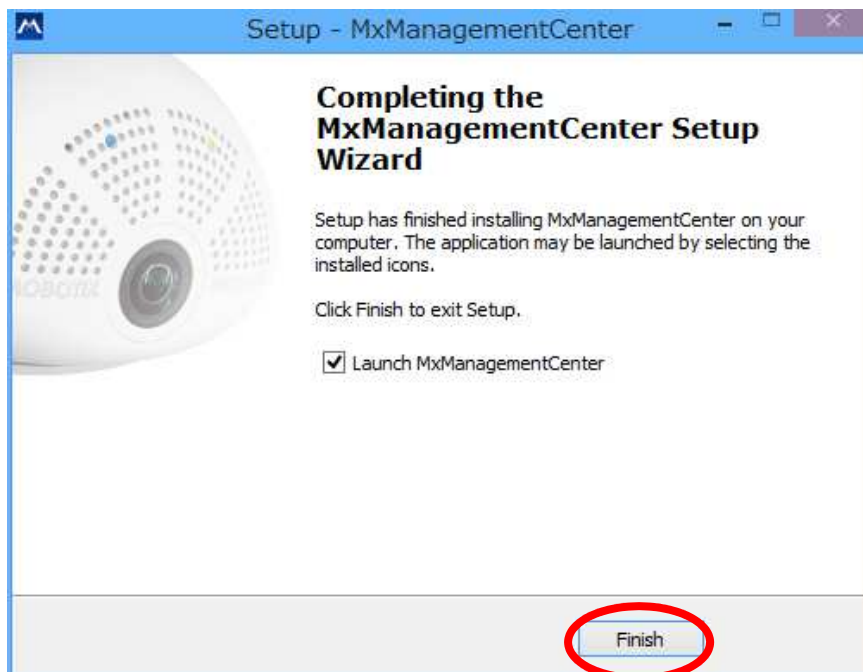 Setup - MxManagementCenter
Completing the
MxManagementCenter Setup
Wizard
Setup has finished installing MxManagementCenter on your
computer. The application may be launched by selecting the
installed icons.
Click Finish to exit Setup.
Launch MxManagementCenter
MOBOTIX
Finish